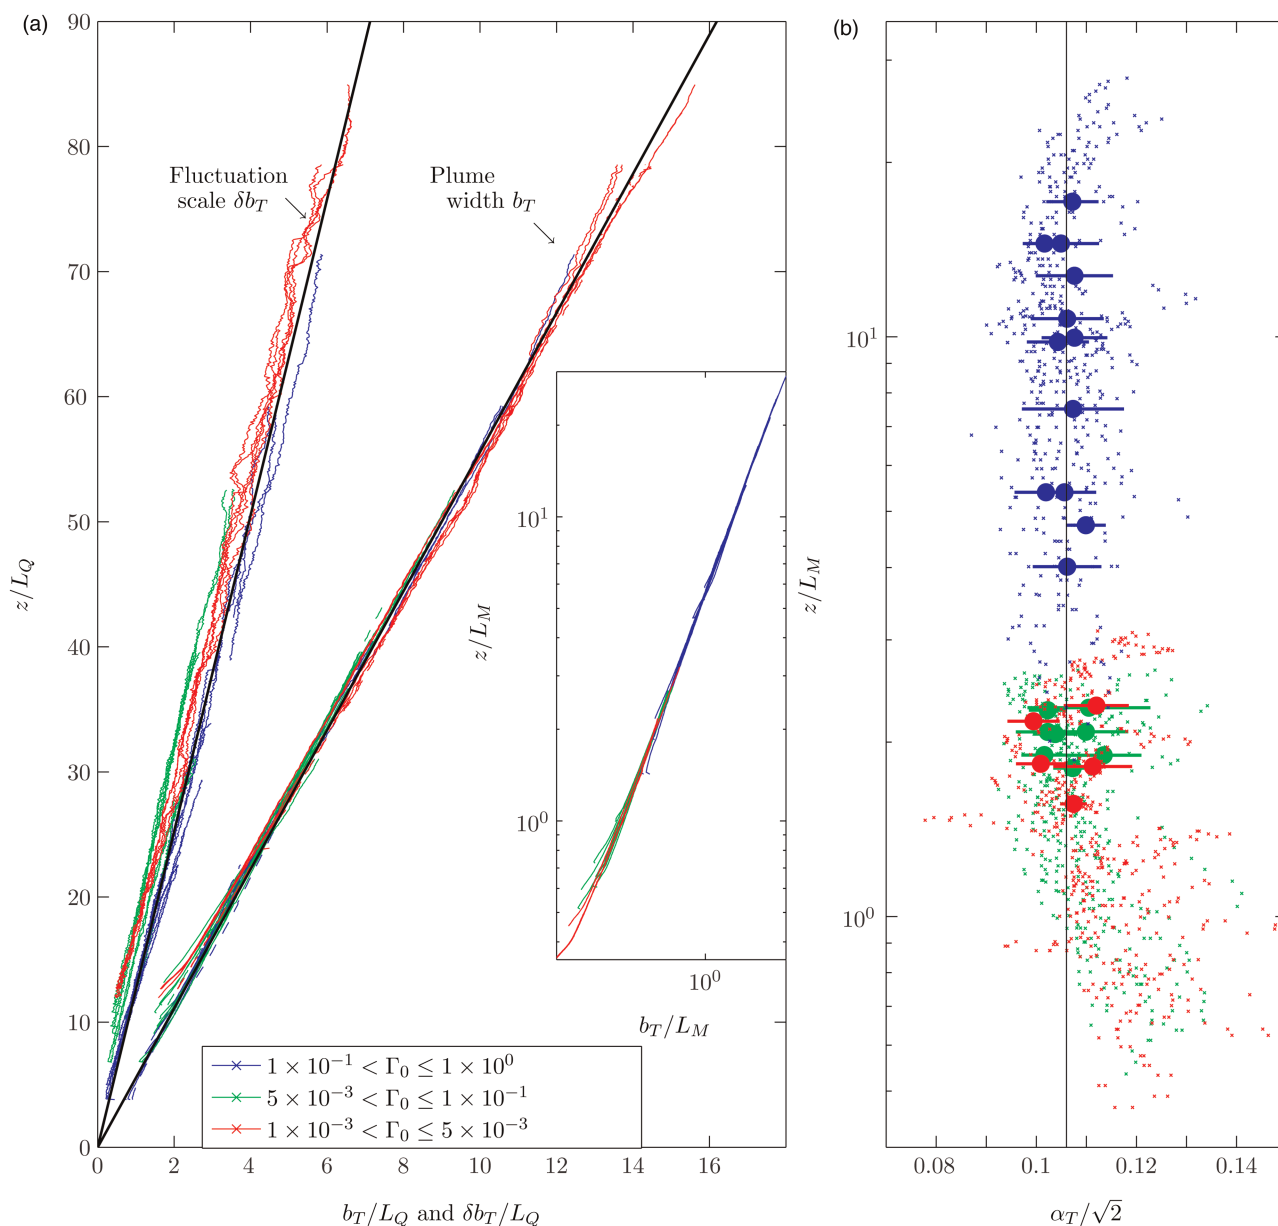 (a)
90
80
70
60
50
40
30
20
10
0
z/L_Q
Fluctuation
scale δb_T
Plume
width b_T
z/L_M
10^1
10^0
10^0
b_T/L_M
1 × 10^−1 < Γ_0 ≤ 1 × 10^0
5 × 10^−3 < Γ_0 ≤ 1 × 10^−1
1 × 10^−3 < Γ_0 ≤ 5 × 10^−3
0 2 4 6 8 10 12 14 16
b_T/L_Q and δb_T/L_Q
(b)
z/L_M
10^1
10^0
0.08 0.1 0.12 0.14
α_T/√2